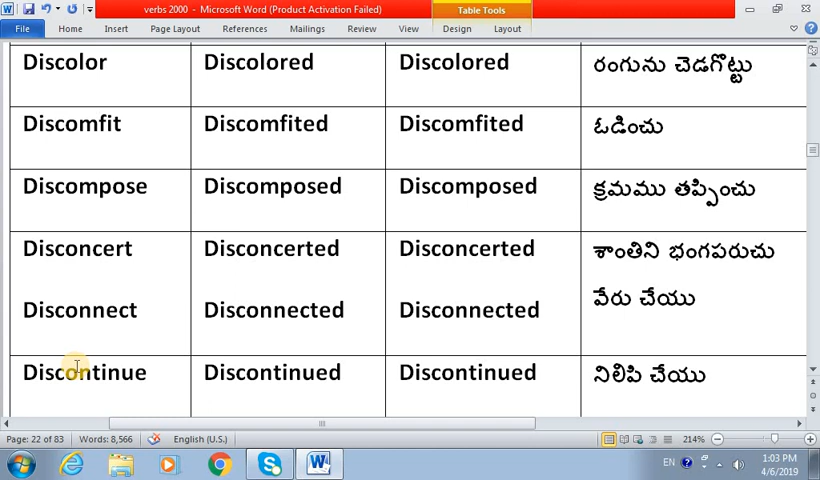 verbs 2000 - Microsoft Word (Product Activation Failed)
Table Tools
File Home Insert Page Layout References Mailings Review View Design Layout
Discolor Discolored Discolored రంగును చెడగొట్టు
Discomfit Discomfited Discomfited ఓడించు
Discompose Discomposed Discomposed క్రమము తప్పించు
Disconcert Disconcerted Disconcerted శాంతిని భంగపరుచు
Disconnect Disconnected Disconnected వేరు చేయు
Discontinue Discontinued Discontinued నిలిపి చేయు
Page: 22 of 83 Words: 8,566 English (U.S.) 214%
EN 1:03 PM
4/6/2019